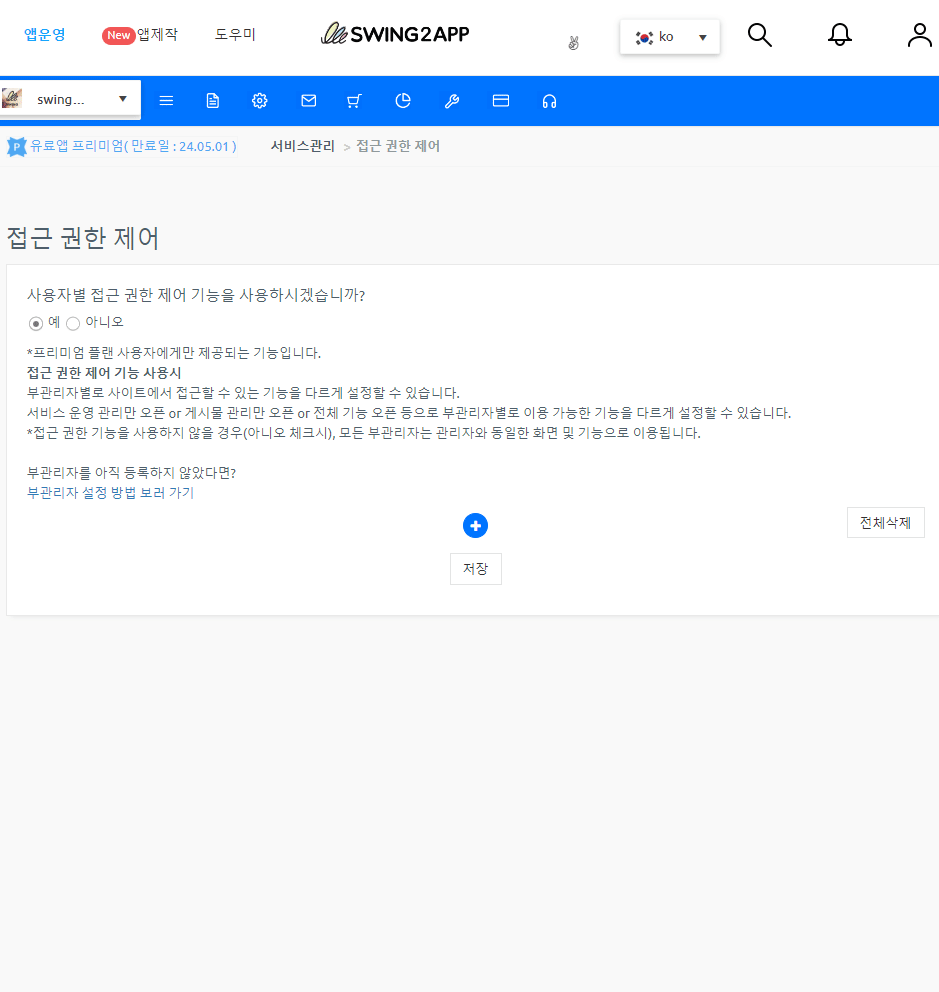 앱운영
New 앱제작
도우미
SWING2APP
ko
swing...
P 유료앱 프리미엄( 만료일 : 24.05.01 )
서비스관리 > 접근 권한 제어
접근 권한 제어
사용자별 접근 권한 제어 기능을 사용하시겠습니까?
예 아니오
*프리미엄 플랜 사용자에게만 제공되는 기능입니다.
접근 권한 제어 기능 사용시
부관리자별로 사이트에서 접근할 수 있는 기능을 다르게 설정할 수 있습니다.
서비스 운영 관리만 오픈 or 게시물 관리만 오픈 or 전체 기능 오픈 등으로 부관리자별로 이용 가능한 기능을 다르게 설정할 수 있습니다.
*접근 권한 기능을 사용하지 않을 경우(아니오 체크시), 모든 부관리자는 관리자와 동일한 화면 및 기능으로 이용됩니다.
부관리자를 아직 등록하지 않았다면?
부관리자 설정 방법 보러 가기
전체삭제
저장